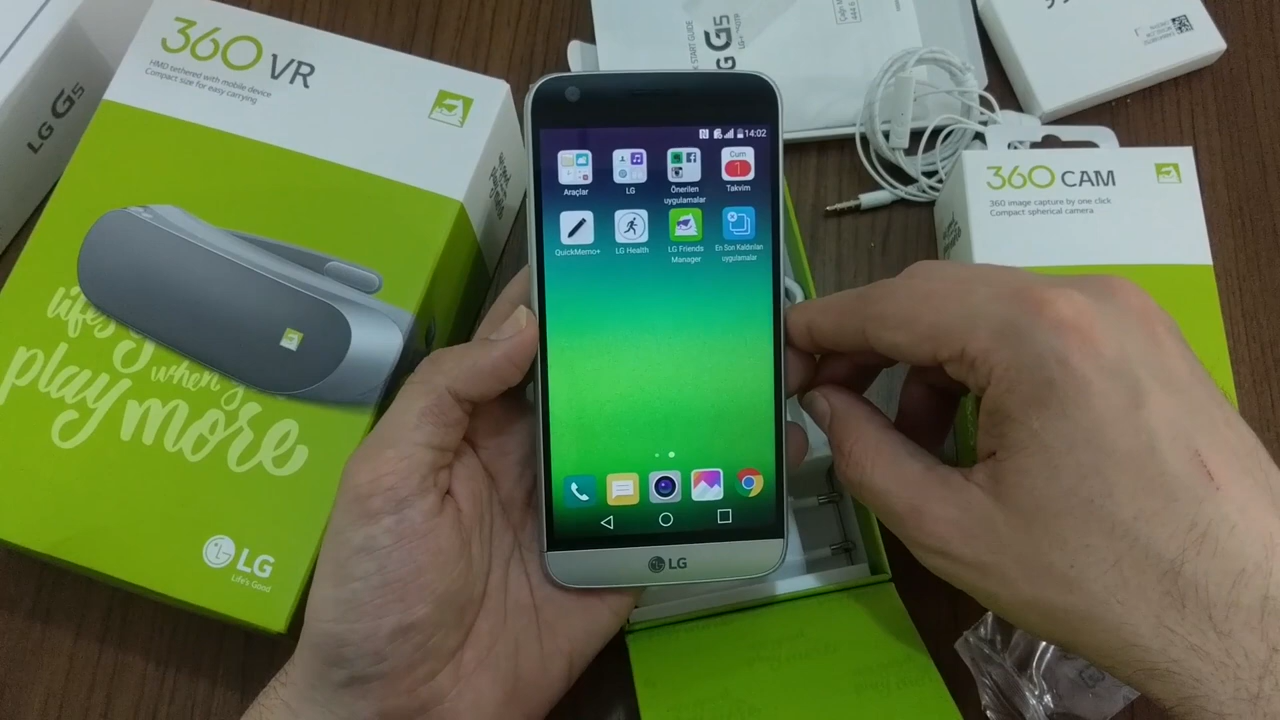 360 VR
HMD tethered with mobile device
Compact size for easy carrying
LG G5
play more
when
LG
Life's Good
START GUIDE
G5
360 CAM
360 image capture by one click
Compact spherical camera
14:02
Araçlar
LG
Önerilen
uygulamalar
Cum
1
Takvim
QuickMemo+
LG Health
LG Friends
Manager
En Son Kaldırılan
uygulamalar
LG